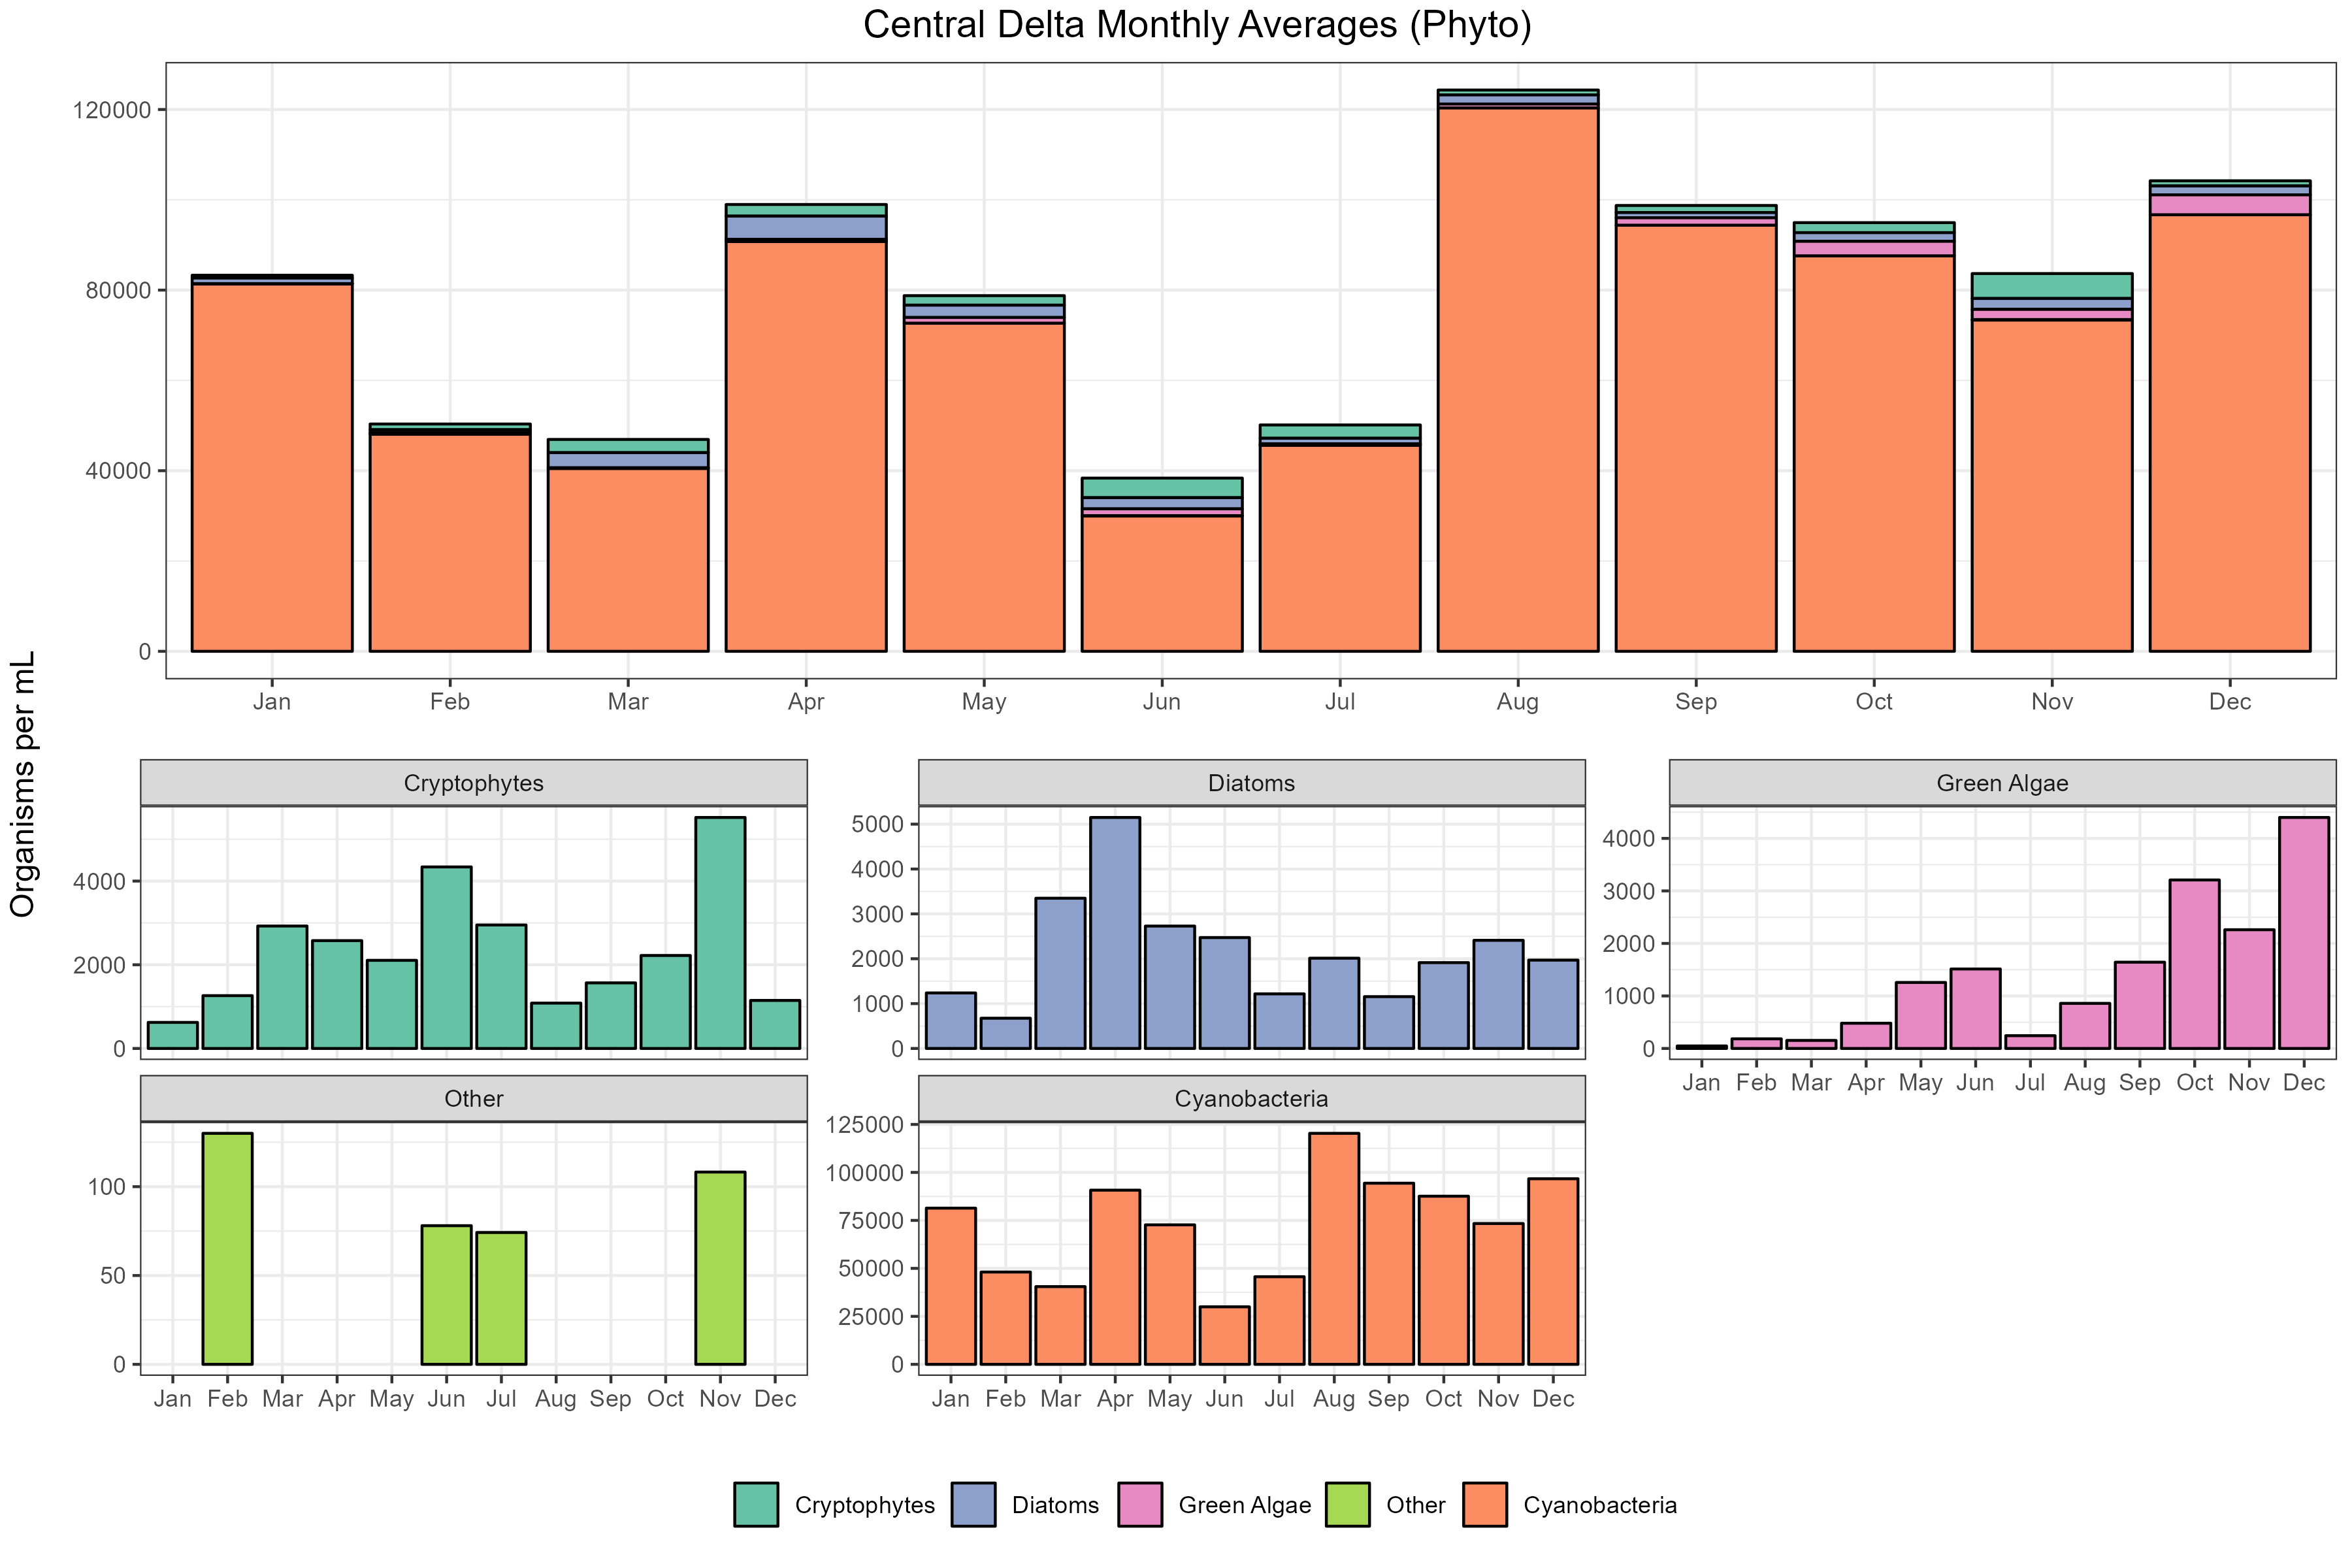 Central Delta Monthly Averages (Phyto)
Organisms per mL
120000
80000
40000
0
Jan Feb Mar Apr May Jun Jul Aug Sep Oct Nov Dec
Cryptophytes
4000
2000
0
Diatoms
5000
4000
3000
2000
1000
0
Green Algae
4000
3000
2000
1000
0
Jan Feb Mar Apr May Jun Jul Aug Sep Oct Nov Dec
Other
100
50
0
Jan Feb Mar Apr May Jun Jul Aug Sep Oct Nov Dec
Cyanobacteria
125000
100000
75000
50000
25000
0
Jan Feb Mar Apr May Jun Jul Aug Sep Oct Nov Dec
Cryptophytes Diatoms Green Algae Other Cyanobacteria